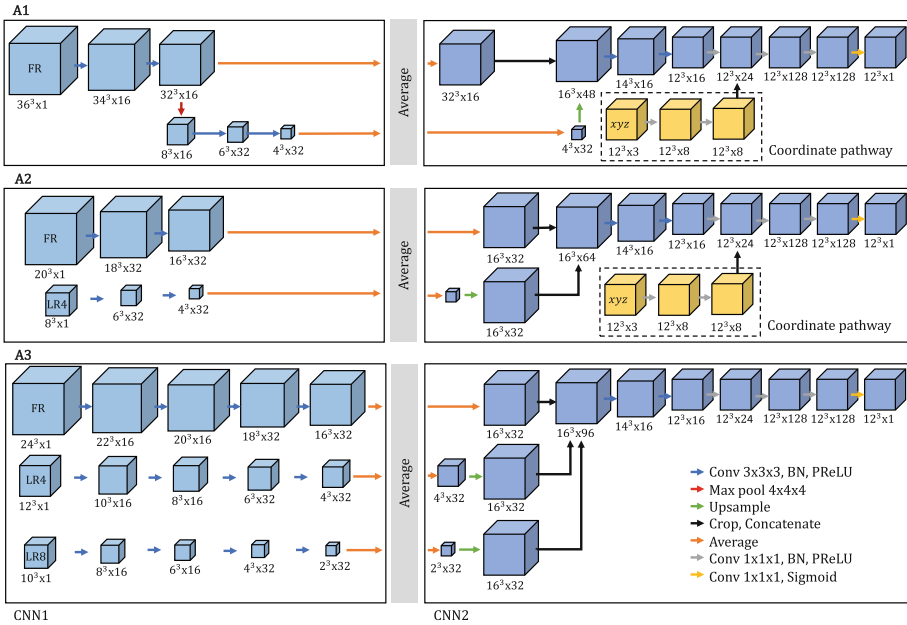 A1
FR
36³x1
34³x16
32³x16
8³x16
6³x32
4³x32
Average
32³x16
16³x48
14³x16
12³x16
12³x24
12³x128
12³x128
12³x1
4³x32
xyz
12³x3
12³x8
12³x8
Coordinate pathway
A2
FR
20³x1
18³x32
16³x32
LR4
8³x1
6³x32
4³x32
Average
16³x32
16³x64
14³x16
12³x16
12³x24
12³x128
12³x128
12³x1
16³x32
xyz
12³x3
12³x8
12³x8
Coordinate pathway
A3
FR
24³x1
22³x16
20³x16
18³x32
16³x32
LR4
12³x1
10³x16
8³x16
6³x32
4³x32
LR8
10³x1
8³x16
6³x16
4³x32
2³x32
Average
16³x32
16³x96
14³x16
12³x16
12³x24
12³x128
12³x128
12³x1
4³x32
16³x32
2³x32
16³x32
Conv 3x3x3, BN, PReLU
Max pool 4x4x4
Upsample
Crop, Concatenate
Average
Conv 1x1x1, BN, PReLU
Conv 1x1x1, Sigmoid
CNN1
CNN2